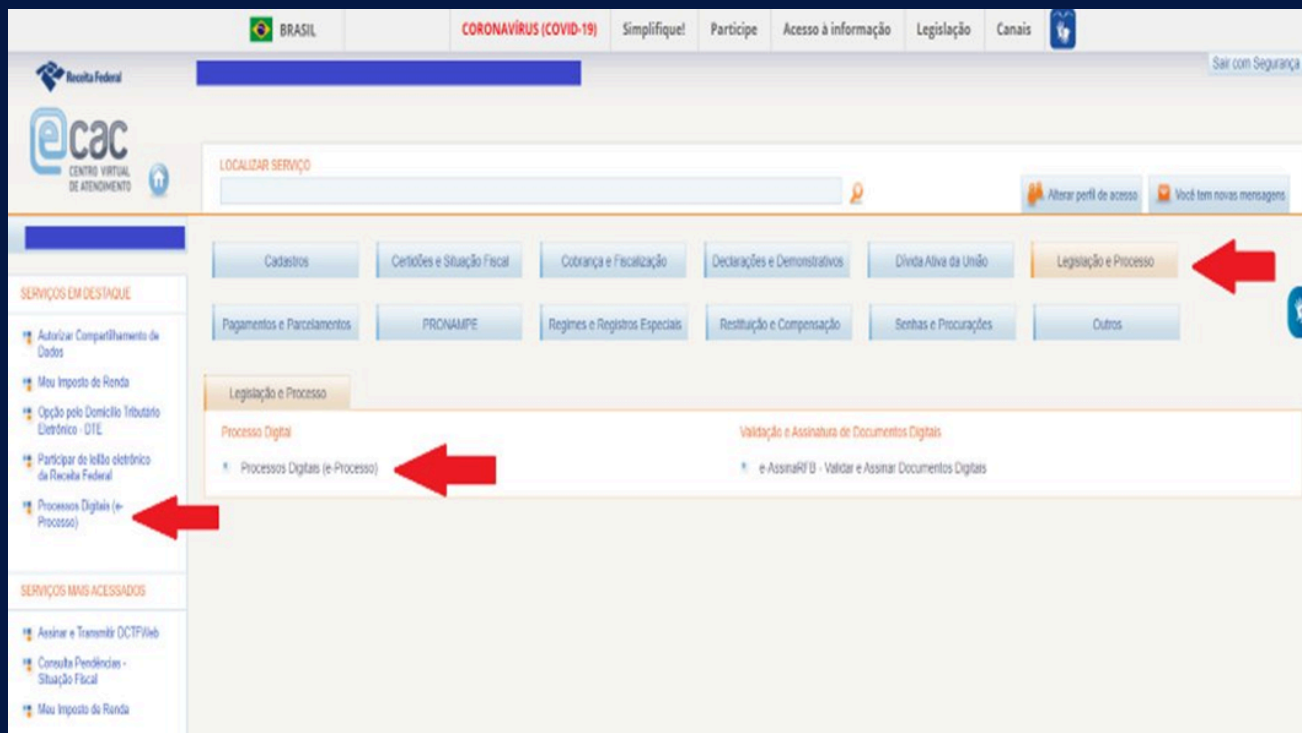 BRASIL
CORONAVÍRUS (COVID-19)
Simplifique!
Participe
Acesso à informação
Legislação
Canais
Receita Federal
Sair com Segurança
ecac
CENTRO VIRTUAL
DE ATENDIMENTO
LOCALIZAR SERVIÇO
Alterar perfil de acesso
Você tem novas mensagens
Cadastros
Certidões e Situação Fiscal
Cobrança e Fiscalização
Declarações e Demonstrativos
Dívida Ativa da União
Legislação e Processo
Pagamentos e Parcelamentos
PRONAMPE
Regimes e Registros Especiais
Restituição e Compensação
Senhas e Procurações
Outros
SERVIÇOS EM DESTAQUE
Autorizar Compartilhamento de
Dados
Meu Imposto de Renda
Opção pelo Domicílio Tributário
Eletrônico - DTE
Participar de leilão eletrônico
da Receita Federal
Processos Digitais (e-
Processo)
Legislação e Processo
Processo Digital
Processos Digitais (e-Processo)
Validação e Assinatura de Documentos Digitais
e-AssinaRFB - Validar e Assinar Documentos Digitais
SERVIÇOS MAIS ACESSADOS
Assinar e Transmitir DCTFWeb
Consulta Pendências -
Situação Fiscal
Meu Imposto de Renda